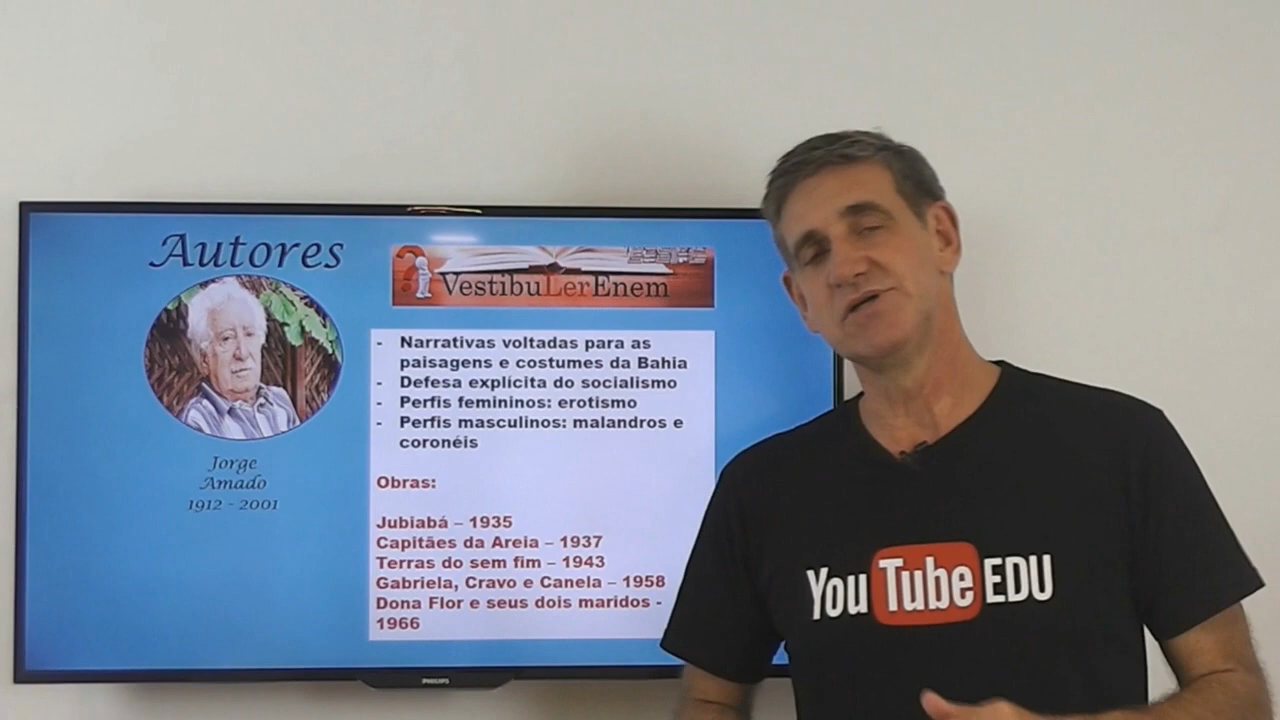 Autores
VestibuLerEnem
Jorge
Amado
1912 - 2001
- Narrativas voltadas para as
paisagens e costumes da Bahia
- Defesa explícita do socialismo
- Perfis femininos: erotismo
- Perfis masculinos: malandros e
coronéis
Obras:
Jubiabá – 1935
Capitães da Areia – 1937
Terras do sem fim – 1943
Gabriela, Cravo e Canela – 1958
Dona Flor e seus dois maridos -
1966
PHILIPS
You Tube EDU